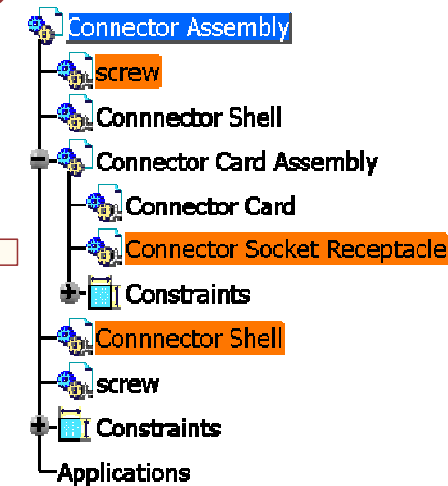 Connector Assembly
screw
Connnector Shell
Connector Card Assembly
Connector Card
Connector Socket Receptacle
Constraints
Connnector Shell
screw
Constraints
Applications